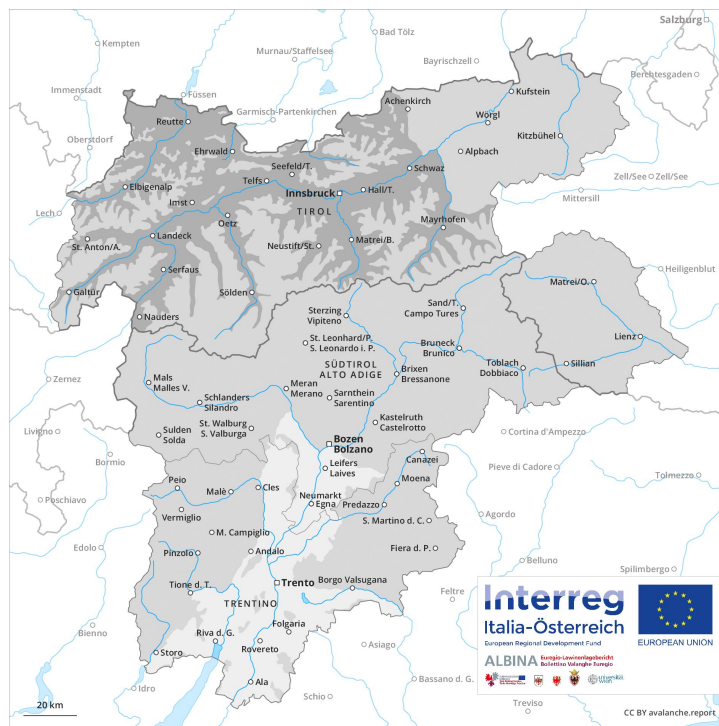 Salzburg
Kempten
Bad Tölz
Murnau/Staffelsee
Bayrischzell
Berchtesgaden
Immenstadt
Füssen
Garmisch-Partenkirchen
Achenkirch
Kufstein
Reutte
Wörgl
Oberstdorf
Ehrwald
Kitzbühel
Alpbach
Seefeld/T.
Schwaz
Telfs
Zell/See
Zell/See
Elbigenalp
Innsbruck
Hall/T.
Mittersill
Imst
TIROL
Lech
Oetz
Mayrhofen
Landeck
St. Anton/A.
Neustift/St.
Matrei/B.
Serfaus
Heiligenblut
Galtür
Sölden
Matrei/O.
Nauders
Sterzing
Vipiteno
Sand/T.
Campo Tures
Lienz
St. Leonhard/P.
S. Leonardo i. P.
Bruneck
Brunico
Toblach
Dobbiaco
Sillian
SÜDTIROL
ALTO ADIGE
Brixen
Bressanone
Zernez
Mals
Malles V.
Meran
Merano
Schlanders
Silandro
Sarnthein
Sarentino
Kastelruth
Castelrotto
Livigno
Sulden
Solda
St. Walburg
S. Valburga
Cortina d'Ampezzo
Bozen
Bolzano
Bormio
Canazei
Pieve di Cadore
Leifers
Laives
Tolmezzo
Peio
Malè
Cles
Moena
Poschiavo
Neumarkt
Egna
Predazzo
Vermiglio
Agordo
S. Martino d. C.
M. Campiglio
Edolo
Pinzolo
Andalo
Fiera d. P.
Belluno
Spilimbergo
Tione d. T.
Trento
Borgo Valsugana
Feltre
TRENTINO
Bienno
Folgaria
Riva d. G.
Rovereto
Asiago
Storo
Ala
Bassano d. G.
Idro
Schio
Treviso
20 km
Interreg
Italia-Österreich
European Regional Development Fund
EUROPEAN UNION
ALBINA
Euregio-Lawinenlagebericht
Bollettino Valanghe Euregio
universität
wien
CC BY avalanche.report